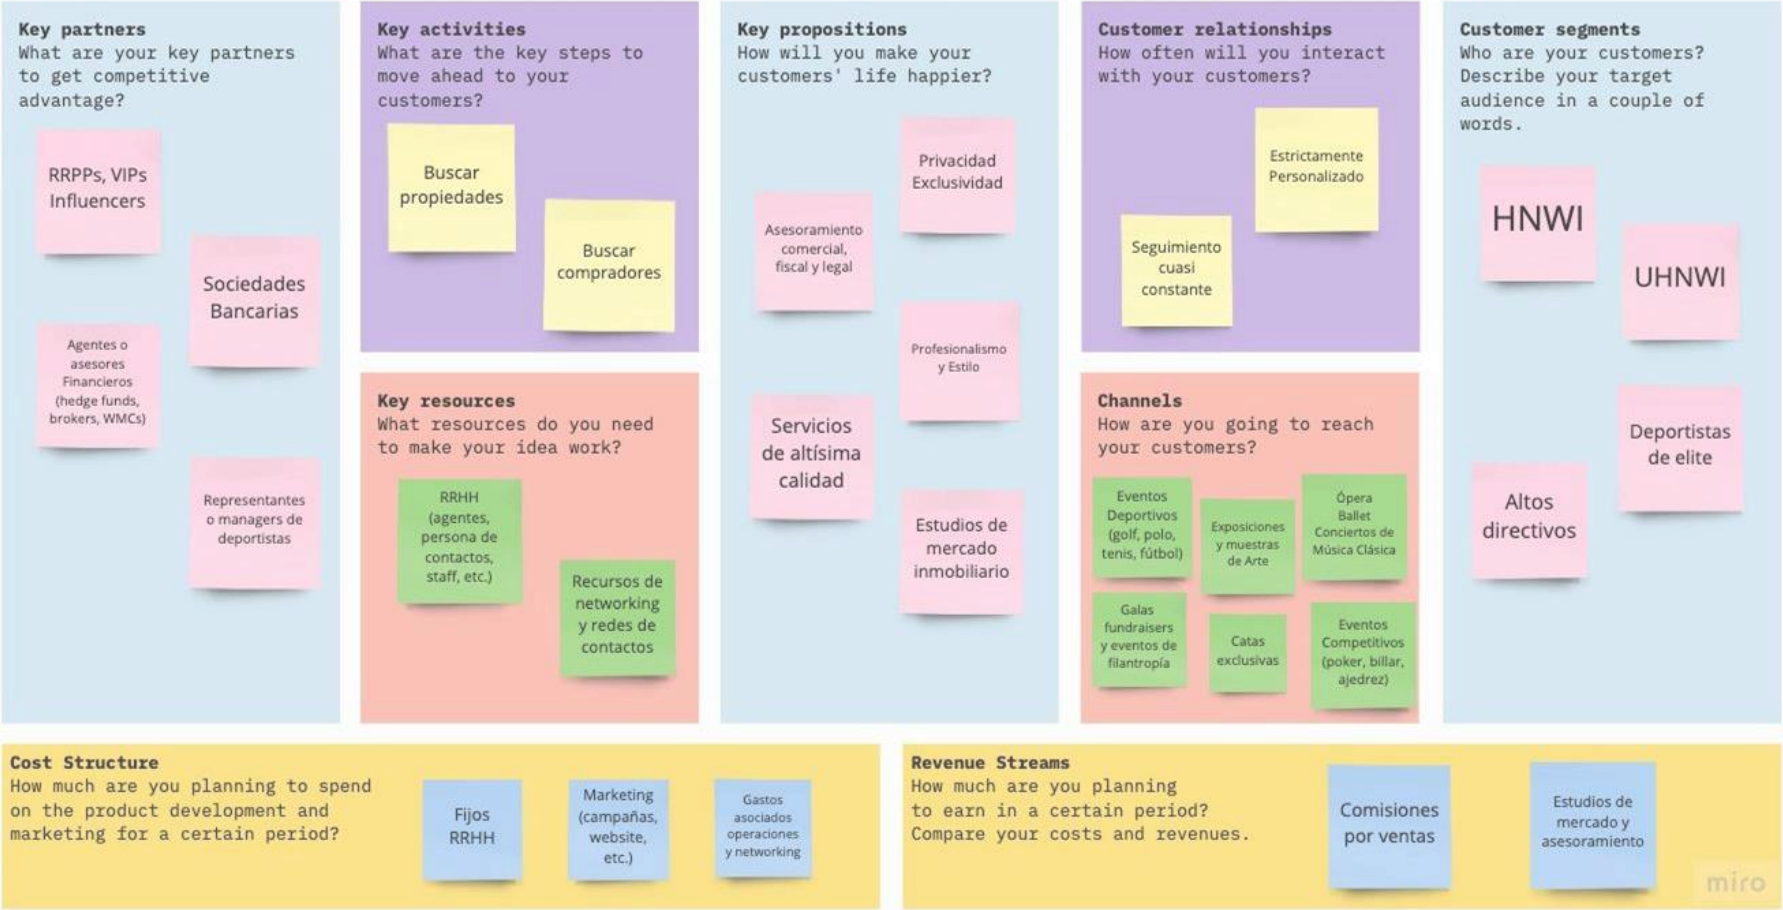 Key partners
What are your key partners
to get competitive
advantage?
RRPPs, VIPs
Influencers
Sociedades
Bancarias
Agentes o
asesores
Financieros
(hedge funds,
brokers, WMCs)
Representantes
o managers de
deportistas
Key activities
What are the key steps to
move ahead to your
customers?
Buscar
propiedades
Buscar
compradores
Key resources
What resources do you need
to make your idea work?
RRHH
(agentes,
persona de
contactos,
staff, etc.)
Recursos de
networking
y redes de
contactos
Key propositions
How will you make your
customers' life happier?
Privacidad
Exclusividad
Asesoramiento
comercial,
fiscal y legal
Profesionalismo
y Estilo
Servicios
de altísima
calidad
Estudios de
mercado
inmobiliario
Customer relationships
How often will you interact
with your customers?
Estrictamente
Personalizado
Seguimiento
cuasi
constante
Channels
How are you going to reach
your customers?
Eventos
Deportivos
(golf, polo,
tenis, fútbol)
Exposiciones
y muestras
de Arte
Ópera
Ballet
Conciertos de
Música Clásica
Galas
fundraisers
y eventos de
filantropía
Catas
exclusivas
Eventos
Competitivos
(poker, billar,
ajedrez)
Customer segments
Who are your customers?
Describe your target
audience in a couple of
words.
HNWI
UHNWI
Deportistas
de elite
Altos
directivos
Cost Structure
How much are you planning to spend
on the product development and
marketing for a certain period?
Fijos
RRHH
Marketing
(campañas,
website,
etc.)
Gastos
asociados
operaciones
y networking
Revenue Streams
How much are you planning
to earn in a certain period?
Compare your costs and revenues.
Comisiones
por ventas
Estudios de
mercado y
asesoramiento
miro